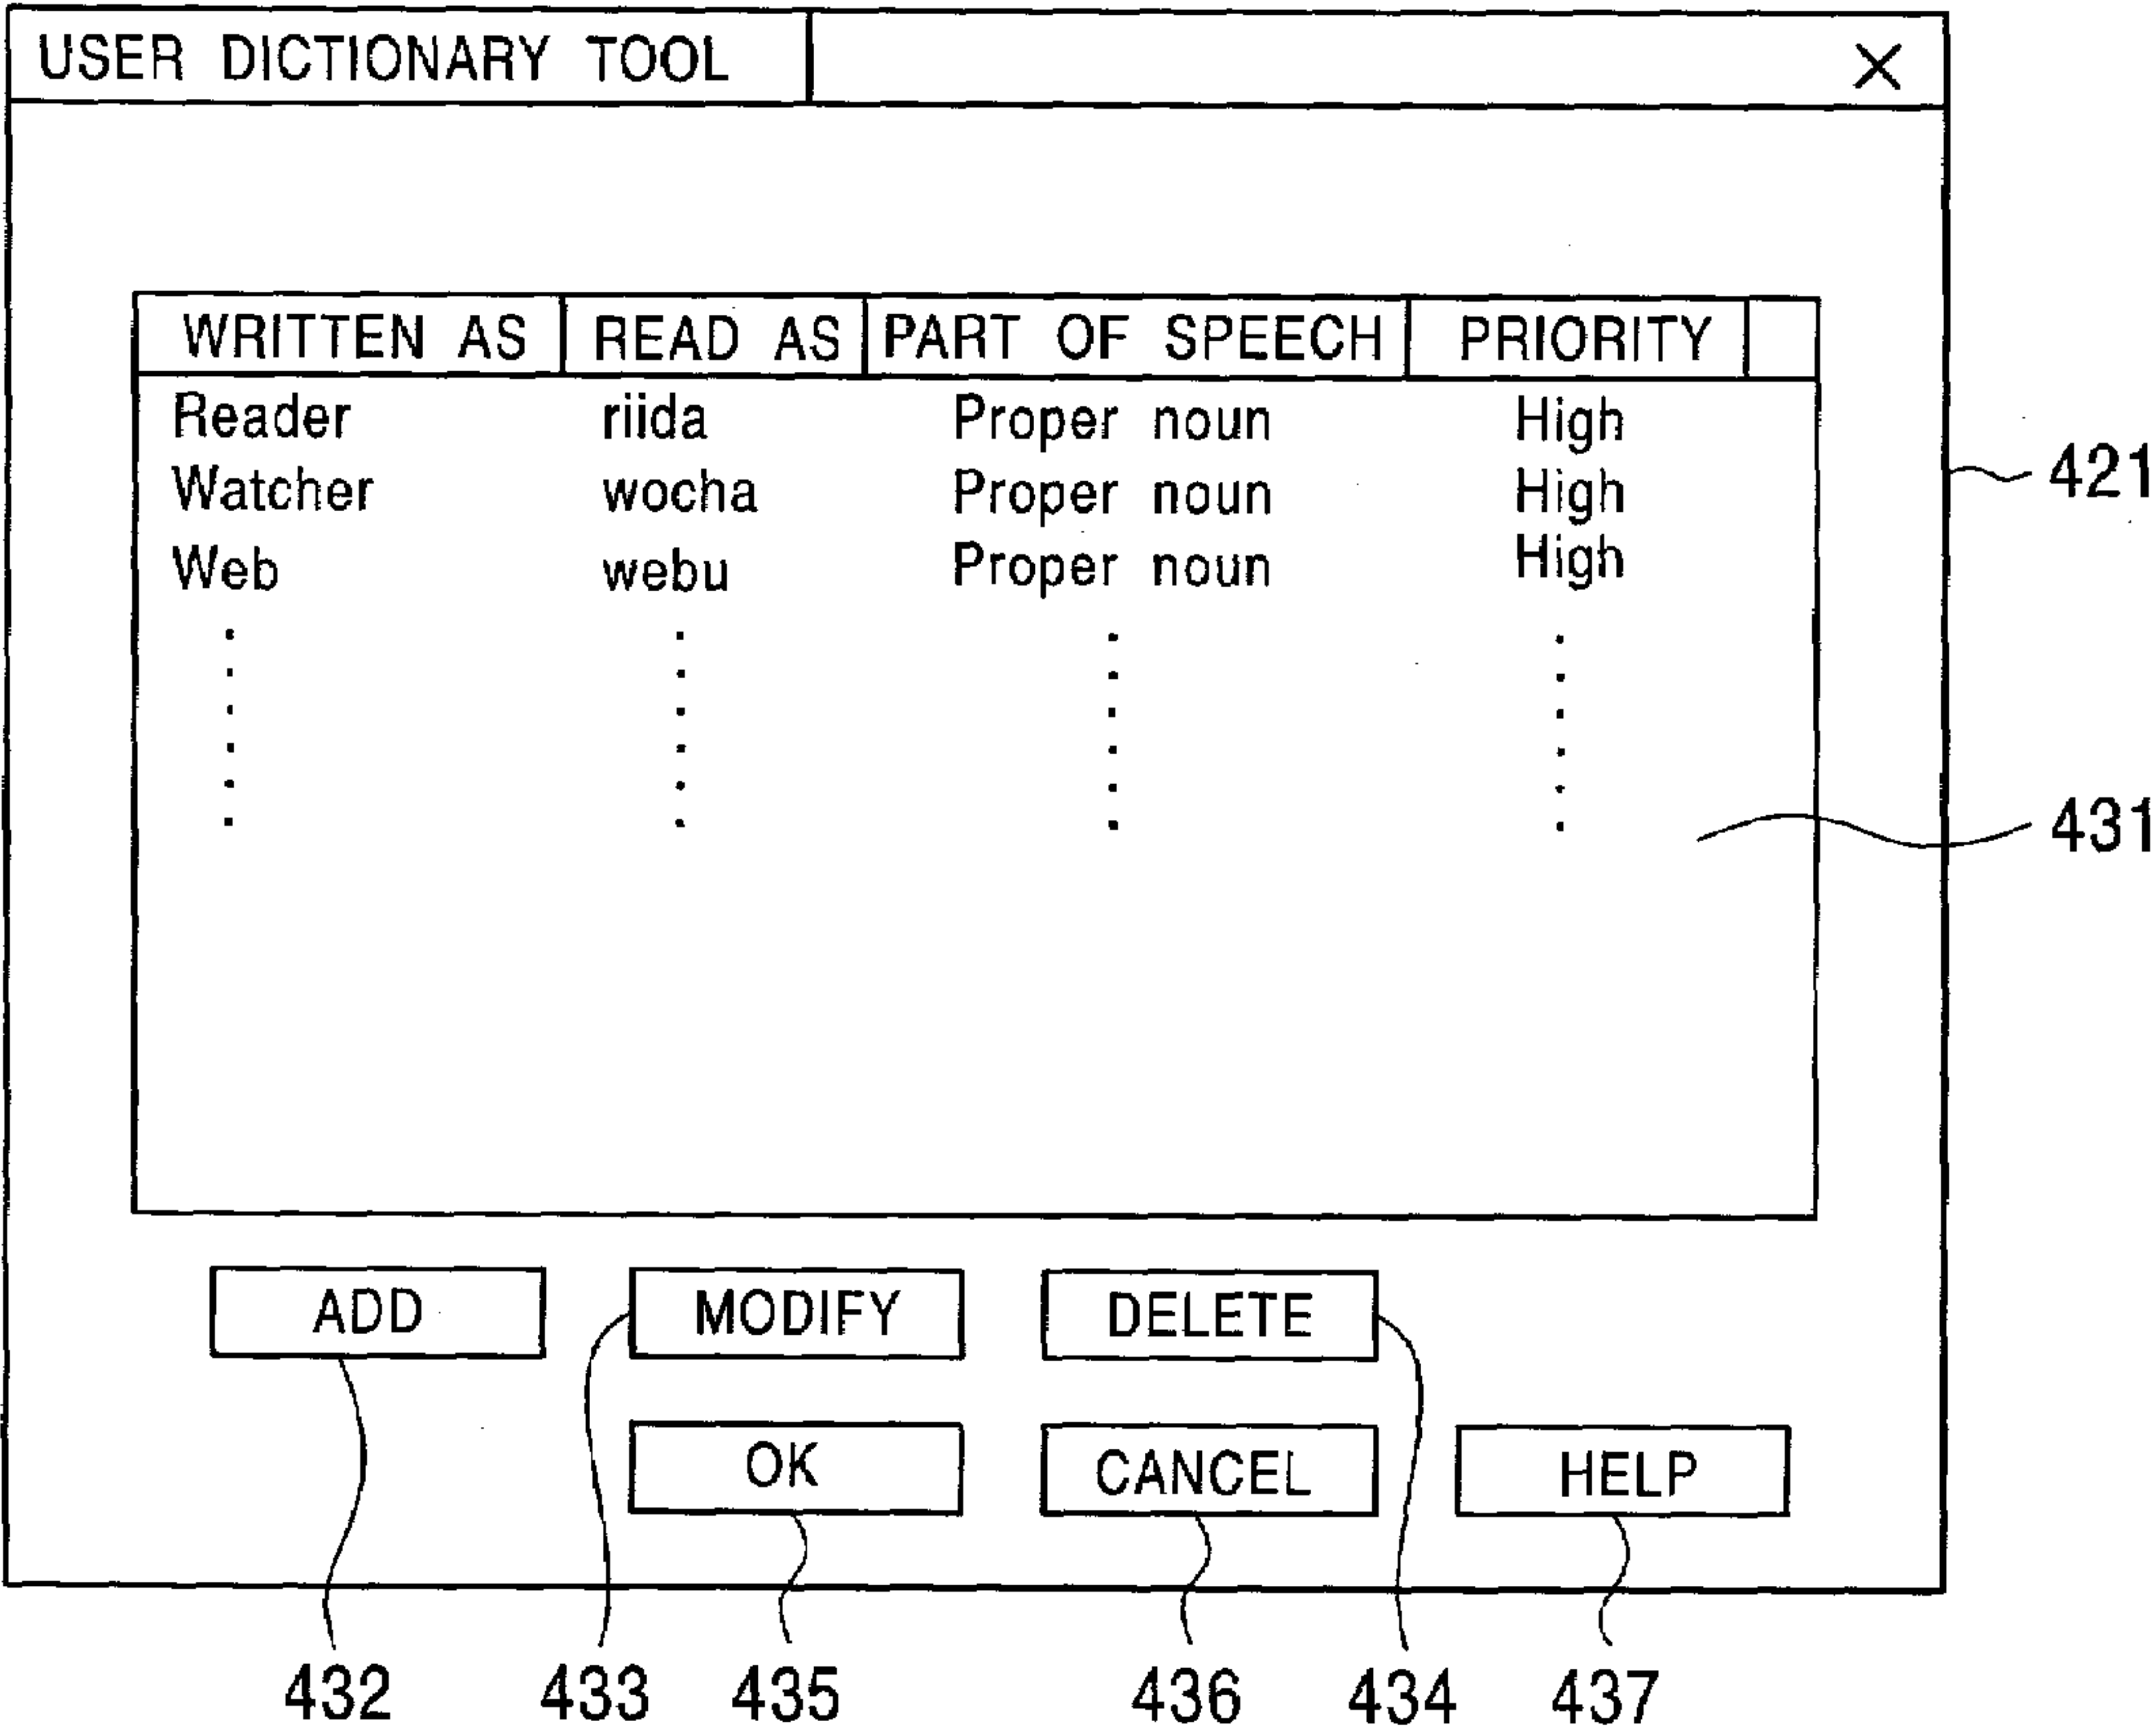 USER DICTIONARY TOOL X
WRITTEN AS READ AS PART OF SPEECH PRIORITY
Reader riida Proper noun High
Watcher wocha Proper noun High
Web webu Proper noun High
421
431
ADD MODIFY DELETE
OK CANCEL HELP
432 433 435 436 434 437